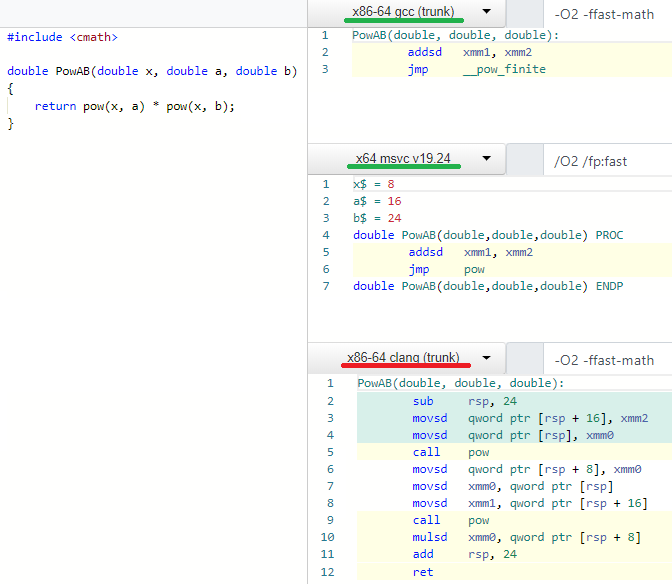 #include <cmath>
double PowAB(double x, double a, double b)
{
return pow(x, a) * pow(x, b);
}
x86-64 gcc (trunk)
-O2 -ffast-math
1 PowAB(double, double, double):
2 addsd xmm1, xmm2
3 jmp __pow_finite
x64 msvc v19.24
/O2 /fp:fast
1 x$ = 8
2 a$ = 16
3 b$ = 24
4 double PowAB(double,double,double) PROC
5 addsd xmm1, xmm2
6 jmp pow
7 double PowAB(double,double,double) ENDP
x86-64 clang (trunk)
-O2 -ffast-math
1 PowAB(double, double, double):
2 sub rsp, 24
3 movsd qword ptr [rsp + 16], xmm2
4 movsd qword ptr [rsp], xmm0
5 call pow
6 movsd qword ptr [rsp + 8], xmm0
7 movsd xmm0, qword ptr [rsp]
8 movsd xmm1, qword ptr [rsp + 16]
9 call pow
10 mulsd xmm0, qword ptr [rsp + 8]
11 add rsp, 24
12 ret